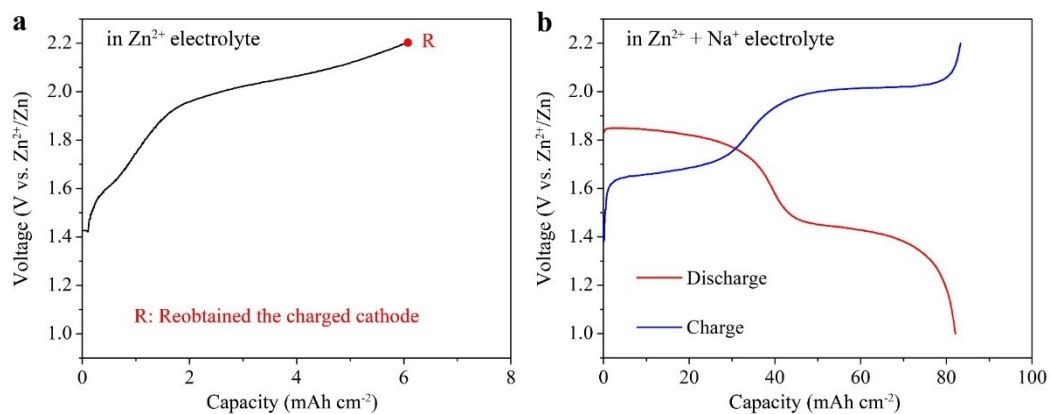 a
in Zn²⁺ electrolyte
R
2.2
2.0
1.8
1.6
1.4
1.2
1.0
Voltage (V vs. Zn²⁺/Zn)
R: Reobtained the charged cathode
0 2 4 6 8
Capacity (mAh cm⁻²)
b
in Zn²⁺ + Na⁺ electrolyte
2.2
2.0
1.8
1.6
1.4
1.2
1.0
Voltage (V vs. Zn²⁺/Zn)
Discharge
Charge
0 20 40 60 80 100
Capacity (mAh cm⁻²)